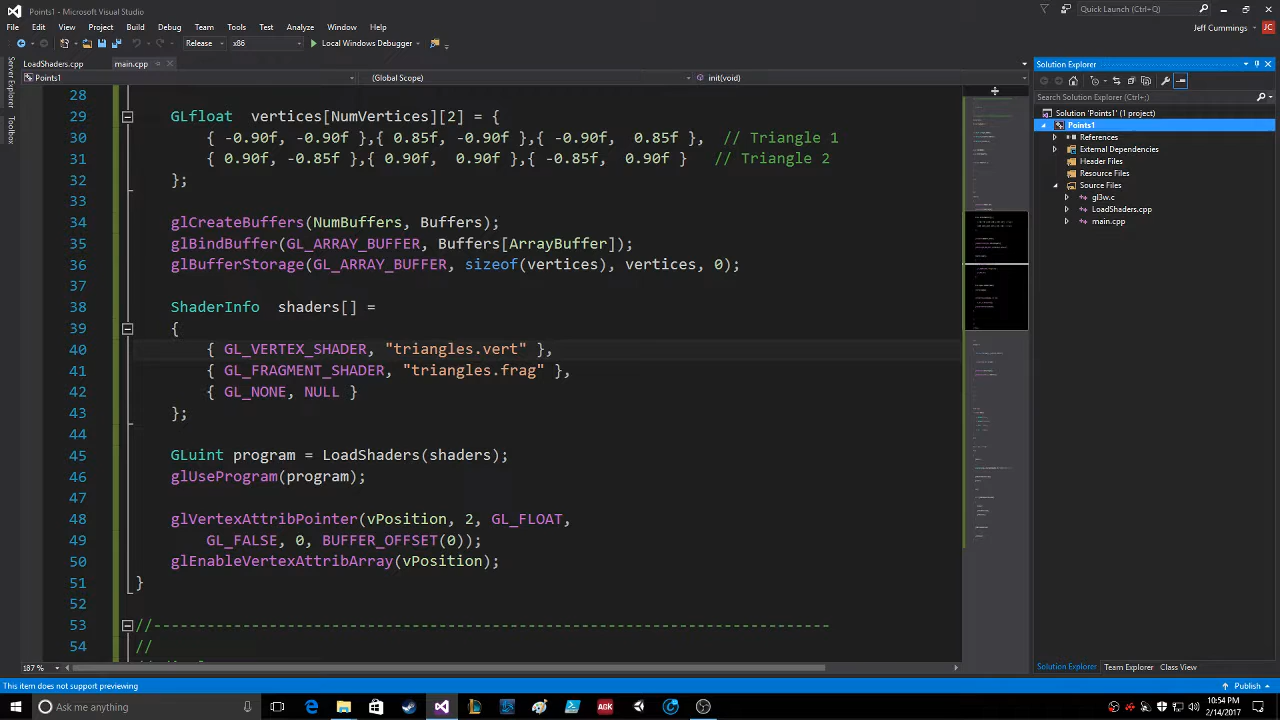 Points1 - Microsoft Visual Studio
Quick Launch (Ctrl+Q)
File Edit View Project Build Debug Team Tools Test Analyze Window Help
Jeff Cummings JC
Release x86 Local Windows Debugger
LoadShaders.cpp main.cpp
Points1 (Global Scope) init(void)
Server Explorer
Toolbox
28
29 GLfloat vertices[NumVertices][2] = {
30 { -0.90f, -0.90f }, { 0.85f, -0.90f }, { -0.90f, 0.85f }, // Triangle 1
31 { 0.90f, -0.85f }, { 0.90f, 0.90f }, { -0.85f, 0.90f } // Triangle 2
32 };
33
34 glCreateBuffers(NumBuffers, Buffers);
35 glBindBuffer(GL_ARRAY_BUFFER, Buffers[ArrayBuffer]);
36 glBufferStorage(GL_ARRAY_BUFFER, sizeof(vertices), vertices, 0);
37
38 ShaderInfo shaders[] =
39 {
40 { GL_VERTEX_SHADER, "triangles.vert" },
41 { GL_FRAGMENT_SHADER, "triangles.frag" },
42 { GL_NONE, NULL }
43 };
44
45 GLuint program = LoadShaders(shaders);
46 glUseProgram(program);
47
48 glVertexAttribPointer(vPosition, 2, GL_FLOAT,
49 GL_FALSE, 0, BUFFER_OFFSET(0));
50 glEnableVertexAttribArray(vPosition);
51 }
52
53 //-----------------------------------------------------------------------------
54 //
187 %
Solution Explorer
Search Solution Explorer (Ctrl+;)
Solution 'Points1' (1 project)
Points1
References
External Dependencies
Header Files
Resource Files
Source Files
gl3w.c
LoadShaders.cpp
main.cpp
Solution Explorer Team Explorer Class View
This item does not support previewing
Publish
Ask me anything
AGK
10:54 PM
2/14/2017